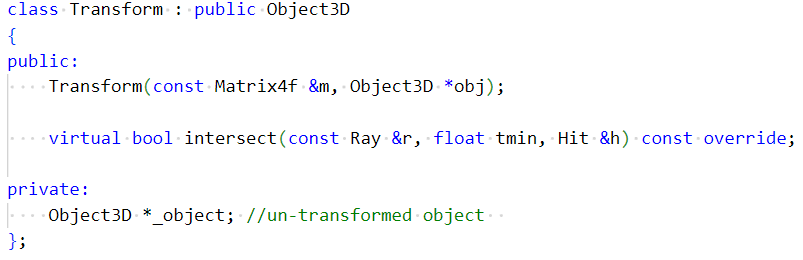 class Transform : public Object3D
{
public:
    Transform(const Matrix4f &m, Object3D *obj);
    virtual bool intersect(const Ray &r, float tmin, Hit &h) const override;
private:
    Object3D *_object; //un-transformed object
};